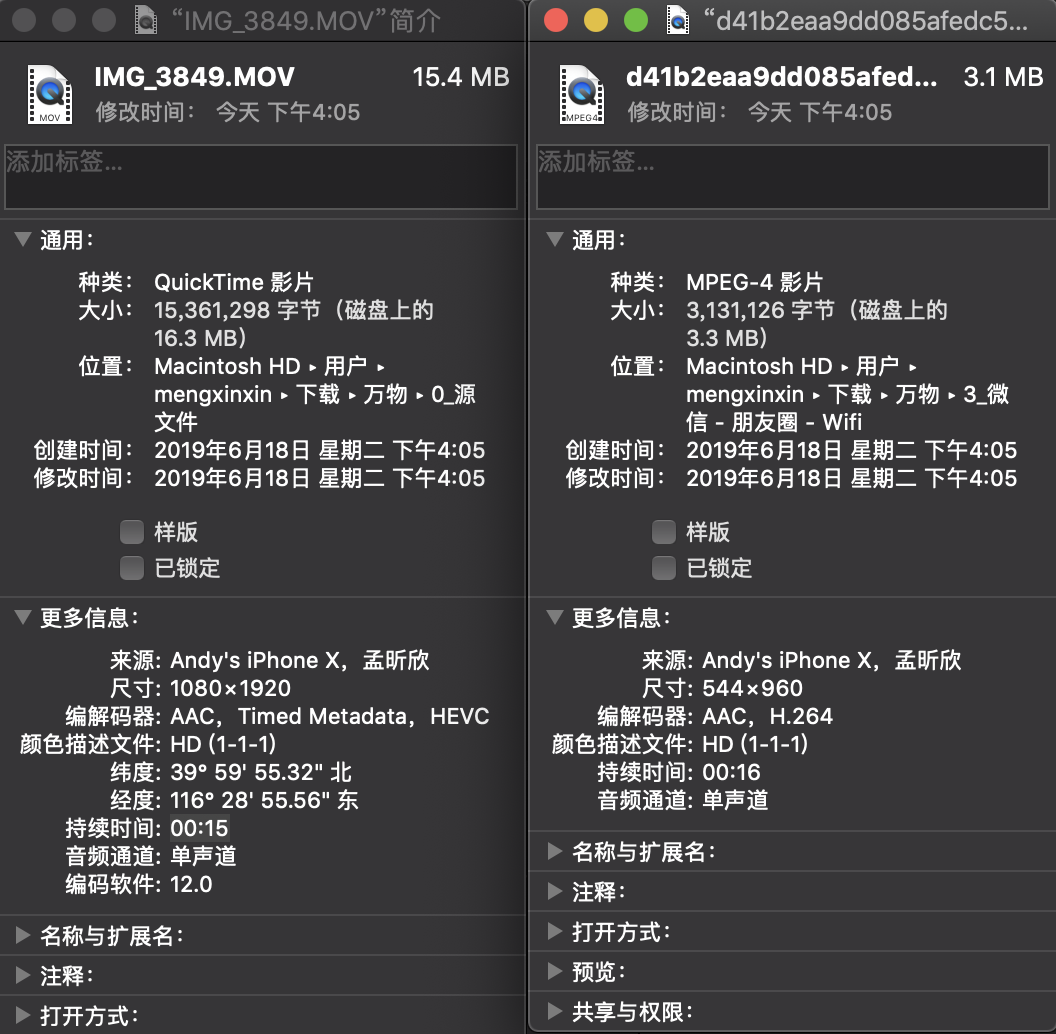 “IMG_3849.MOV”简介
IMG_3849.MOV 15.4 MB
修改时间： 今天 下午4:05
MOV
添加标签...
通用：
种类： QuickTime 影片
大小： 15,361,298 字节（磁盘上的
16.3 MB）
位置： Macintosh HD ▸ 用户 ▸
mengxinxin ▸ 下载 ▸ 万物 ▸ 0_源
文件
创建时间： 2019年6月18日 星期二 下午4:05
修改时间： 2019年6月18日 星期二 下午4:05
样版
已锁定
更多信息：
来源: Andy's iPhone X，孟昕欣
尺寸: 1080×1920
编解码器: AAC，Timed Metadata，HEVC
颜色描述文件: HD (1-1-1)
纬度: 39° 59' 55.32" 北
经度: 116° 28' 55.56" 东
持续时间: 00:15
音频通道: 单声道
编码软件: 12.0
名称与扩展名：
注释：
打开方式：
“d41b2eaa9dd085afedc5...
d41b2eaa9dd085afed... 3.1 MB
修改时间： 今天 下午4:05
MPEG4
添加标签...
通用：
种类： MPEG-4 影片
大小： 3,131,126 字节（磁盘上的
3.3 MB）
位置： Macintosh HD ▸ 用户 ▸
mengxinxin ▸ 下载 ▸ 万物 ▸ 3_微
信 - 朋友圈 - Wifi
创建时间： 2019年6月18日 星期二 下午4:05
修改时间： 2019年6月18日 星期二 下午4:05
样版
已锁定
更多信息：
来源: Andy's iPhone X，孟昕欣
尺寸: 544×960
编解码器: AAC，H.264
颜色描述文件: HD (1-1-1)
持续时间: 00:16
音频通道: 单声道
名称与扩展名：
注释：
打开方式：
预览：
共享与权限：